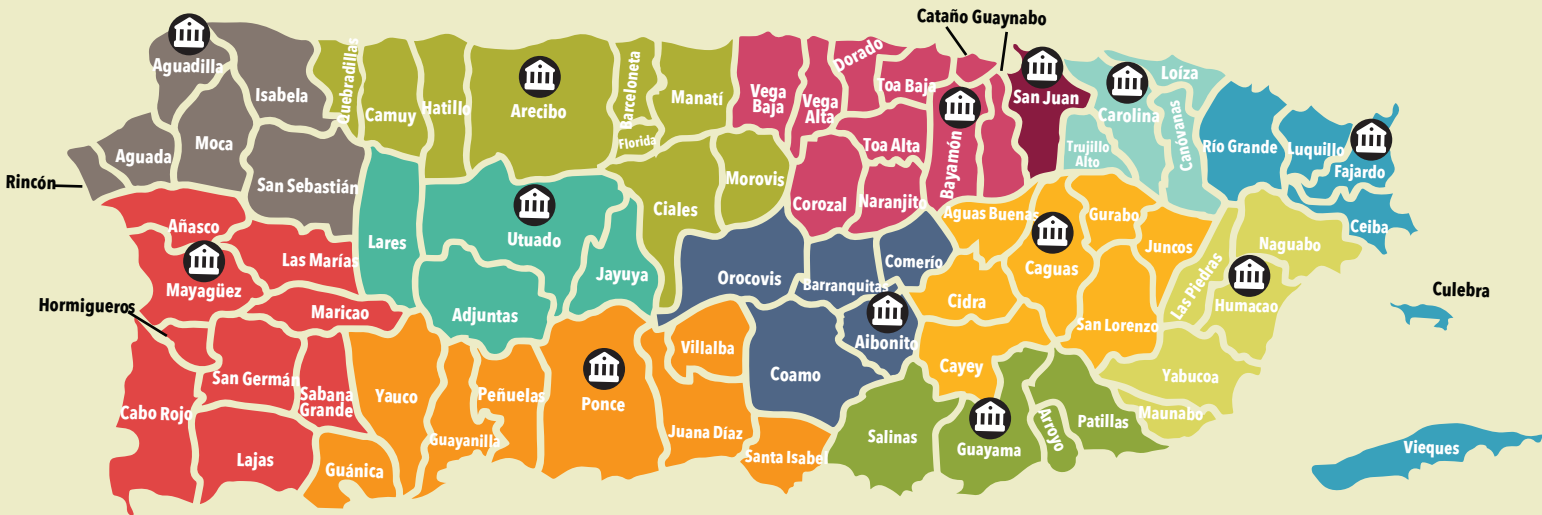 Cataño Guaynabo
Aguadilla
Isabela
Quebradillas
Camuy
Hatillo
Arecibo
Barceloneta
Florida
Manatí
Vega
Baja
Vega
Alta
Dorado
Toa Baja
Toa Alta
Bayamón
San Juan
Carolina
Trujillo
Alto
Loíza
Canóvanas
Río Grande
Luquillo
Fajardo
Ceiba
Rincón
Aguada
Moca
San Sebastián
Añasco
Mayagüez
Las Marías
Hormigueros
Maricao
Lares
Utuado
Jayuya
Adjuntas
Ciales
Morovis
Corozal
Naranjito
Orocovis
Barranquitas
Comerío
Aibonito
Coamo
Aguas Buenas
Caguas
Gurabo
Juncos
Cidra
San Lorenzo
Cayey
Las Piedras
Naguabo
Humacao
Yabucoa
Maunabo
Culebra
Vieques
Cabo Rojo
San Germán
Sabana
Grande
Lajas
Yauco
Guánica
Guayanilla
Peñuelas
Ponce
Villalba
Juana Díaz
Santa Isabel
Salinas
Guayama
Arroyo
Patillas